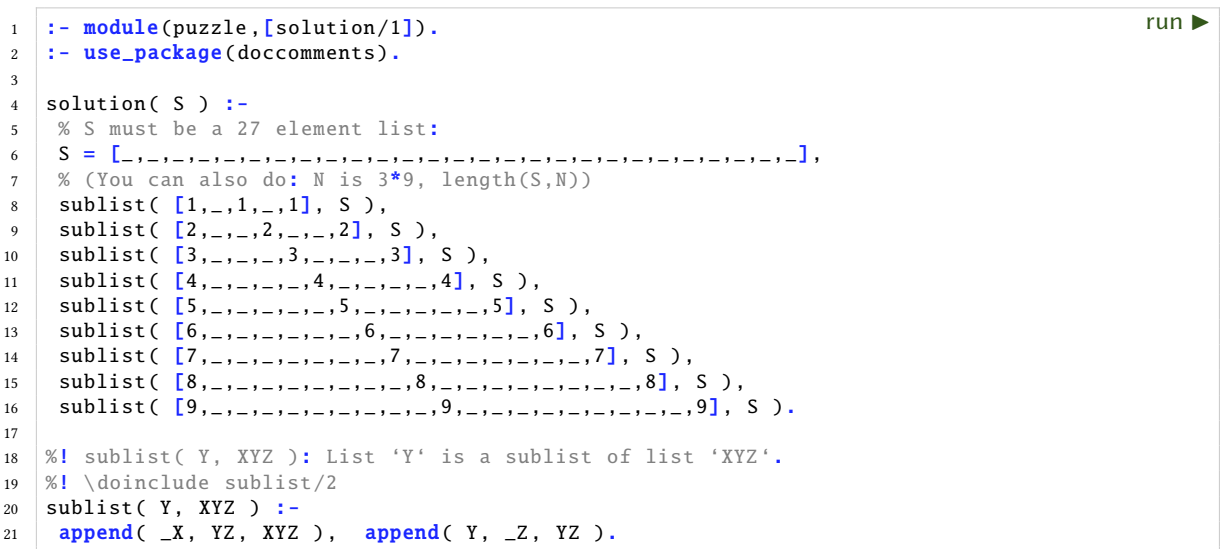 1 :- module(puzzle,[solution/1]). run ▶
2 :- use_package(doccomments).
3
4 solution( S ) :-
5 % S must be a 27 element list:
6 S = [_,_,_,_,_,_,_,_,_,_,_,_,_,_,_,_,_,_,_,_,_,_,_,_,_,_,_],
7 % (You can also do: N is 3*9, length(S,N))
8 sublist( [1,_,1,_,1], S ),
9 sublist( [2,_,_,2,_,_,2], S ),
10 sublist( [3,_,_,_,3,_,_,_,3], S ),
11 sublist( [4,_,_,_,_,4,_,_,_,_,4], S ),
12 sublist( [5,_,_,_,_,_,5,_,_,_,_,_,5], S ),
13 sublist( [6,_,_,_,_,_,_,6,_,_,_,_,_,_,6], S ),
14 sublist( [7,_,_,_,_,_,_,_,7,_,_,_,_,_,_,_,7], S ),
15 sublist( [8,_,_,_,_,_,_,_,_,8,_,_,_,_,_,_,_,_,8], S ),
16 sublist( [9,_,_,_,_,_,_,_,_,_,9,_,_,_,_,_,_,_,_,_,9], S ).
17
18 %! sublist( Y, XYZ ): List ‘Y‘ is a sublist of list ‘XYZ‘.
19 %! \doinclude sublist/2
20 sublist( Y, XYZ ) :-
21 append( _X, YZ, XYZ ), append( Y, _Z, YZ ).